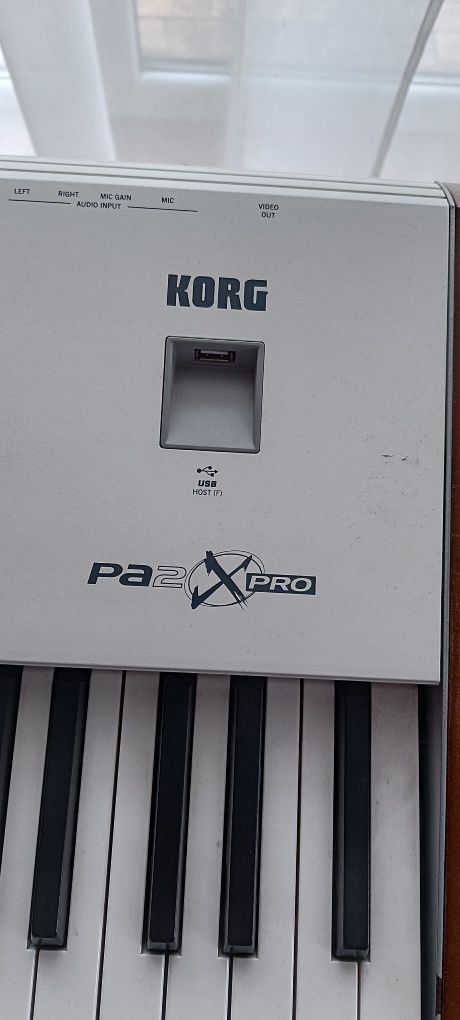 LEFT RIGHT MIC GAIN MIC VIDEO
AUDIO INPUT OUT
KORG
USB
HOST (F)
Pa2X PRO